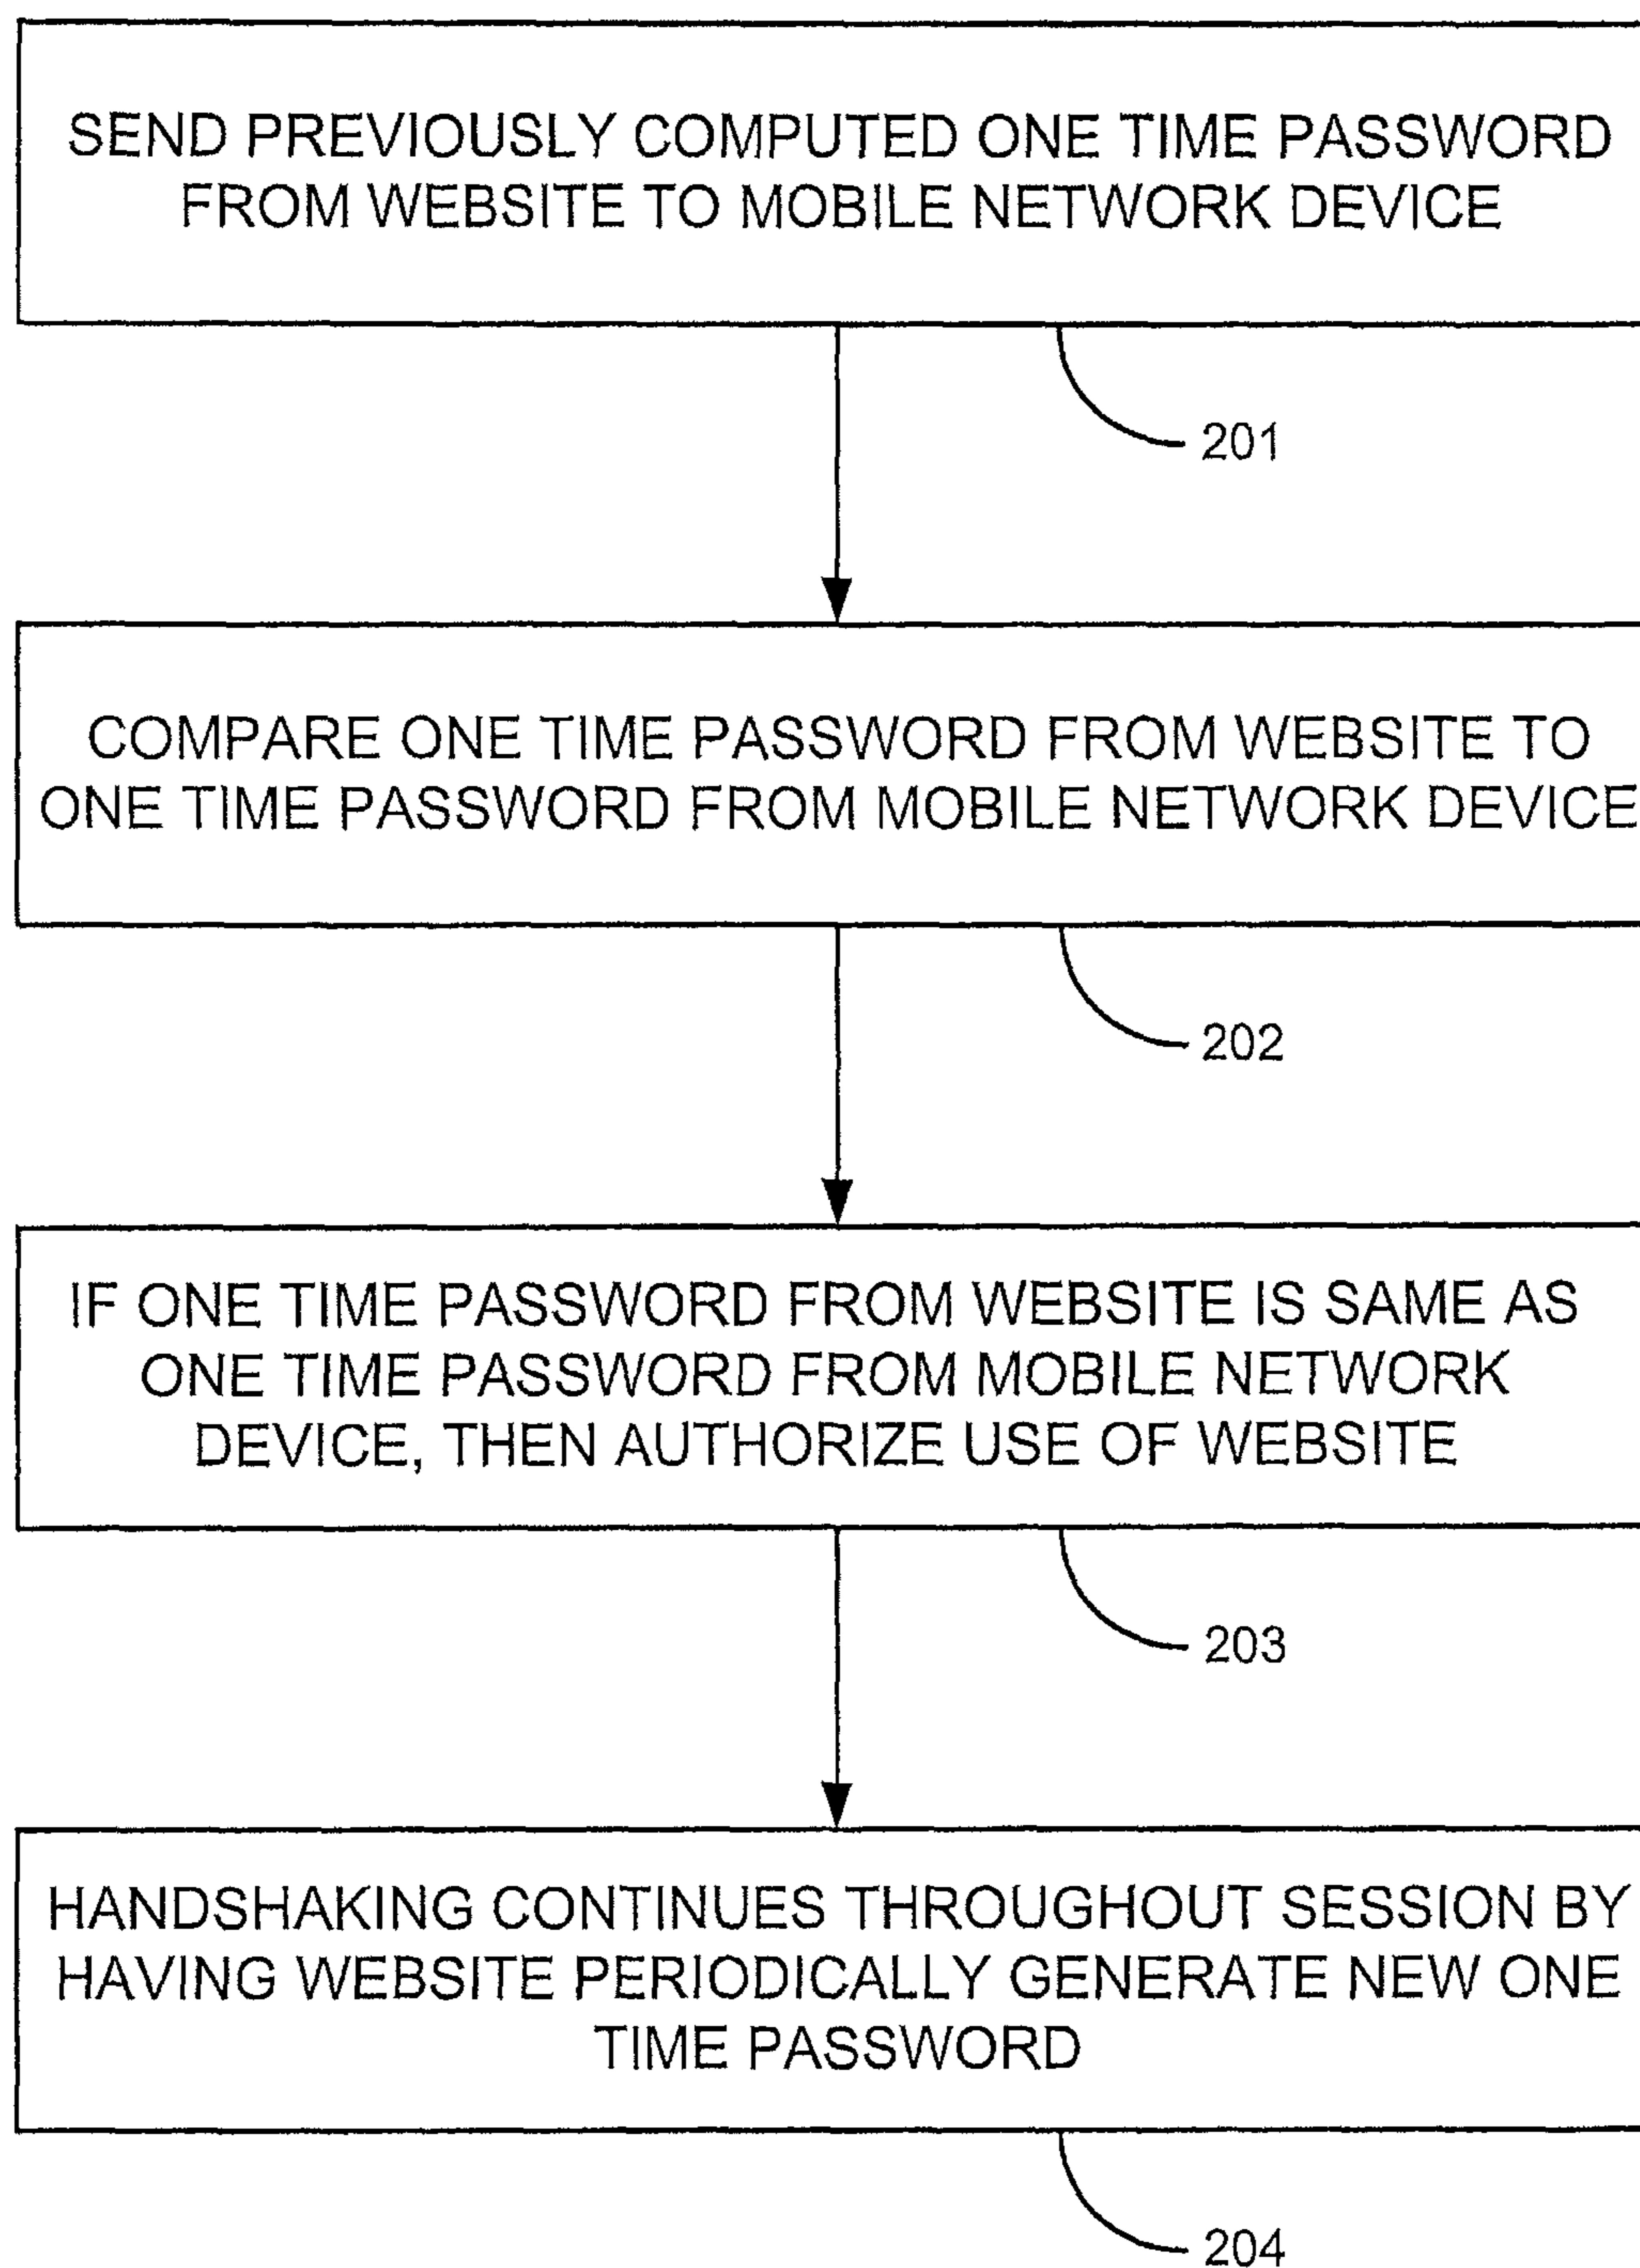 SEND PREVIOUSLY COMPUTED ONE TIME PASSWORD
FROM WEBSITE TO MOBILE NETWORK DEVICE
201
COMPARE ONE TIME PASSWORD FROM WEBSITE TO
ONE TIME PASSWORD FROM MOBILE NETWORK DEVICE
202
IF ONE TIME PASSWORD FROM WEBSITE IS SAME AS
ONE TIME PASSWORD FROM MOBILE NETWORK
DEVICE, THEN AUTHORIZE USE OF WEBSITE
203
HANDSHAKING CONTINUES THROUGHOUT SESSION BY
HAVING WEBSITE PERIODICALLY GENERATE NEW ONE
TIME PASSWORD
204